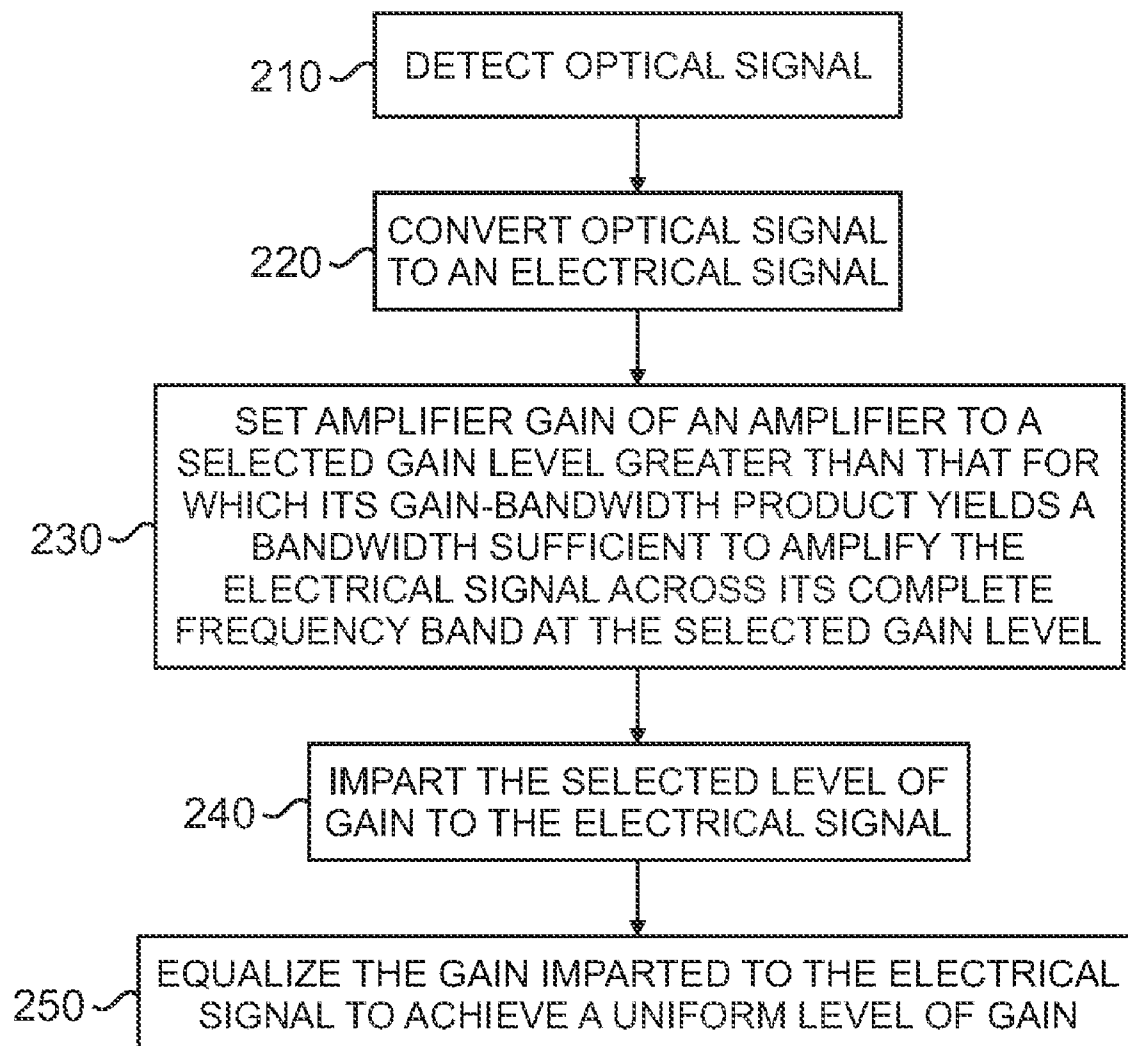 210
DETECT OPTICAL SIGNAL
220
CONVERT OPTICAL SIGNAL
TO AN ELECTRICAL SIGNAL
230
SET AMPLIFIER GAIN OF AN AMPLIFIER TO A
SELECTED GAIN LEVEL GREATER THAN THAT FOR
WHICH ITS GAIN-BANDWIDTH PRODUCT YIELDS A
BANDWIDTH SUFFICIENT TO AMPLIFY THE
ELECTRICAL SIGNAL ACROSS ITS COMPLETE
FREQUENCY BAND AT THE SELECTED GAIN LEVEL
240
IMPART THE SELECTED LEVEL OF
GAIN TO THE ELECTRICAL SIGNAL
250
EQUALIZE THE GAIN IMPARTED TO THE ELECTRICAL
SIGNAL TO ACHIEVE A UNIFORM LEVEL OF GAIN